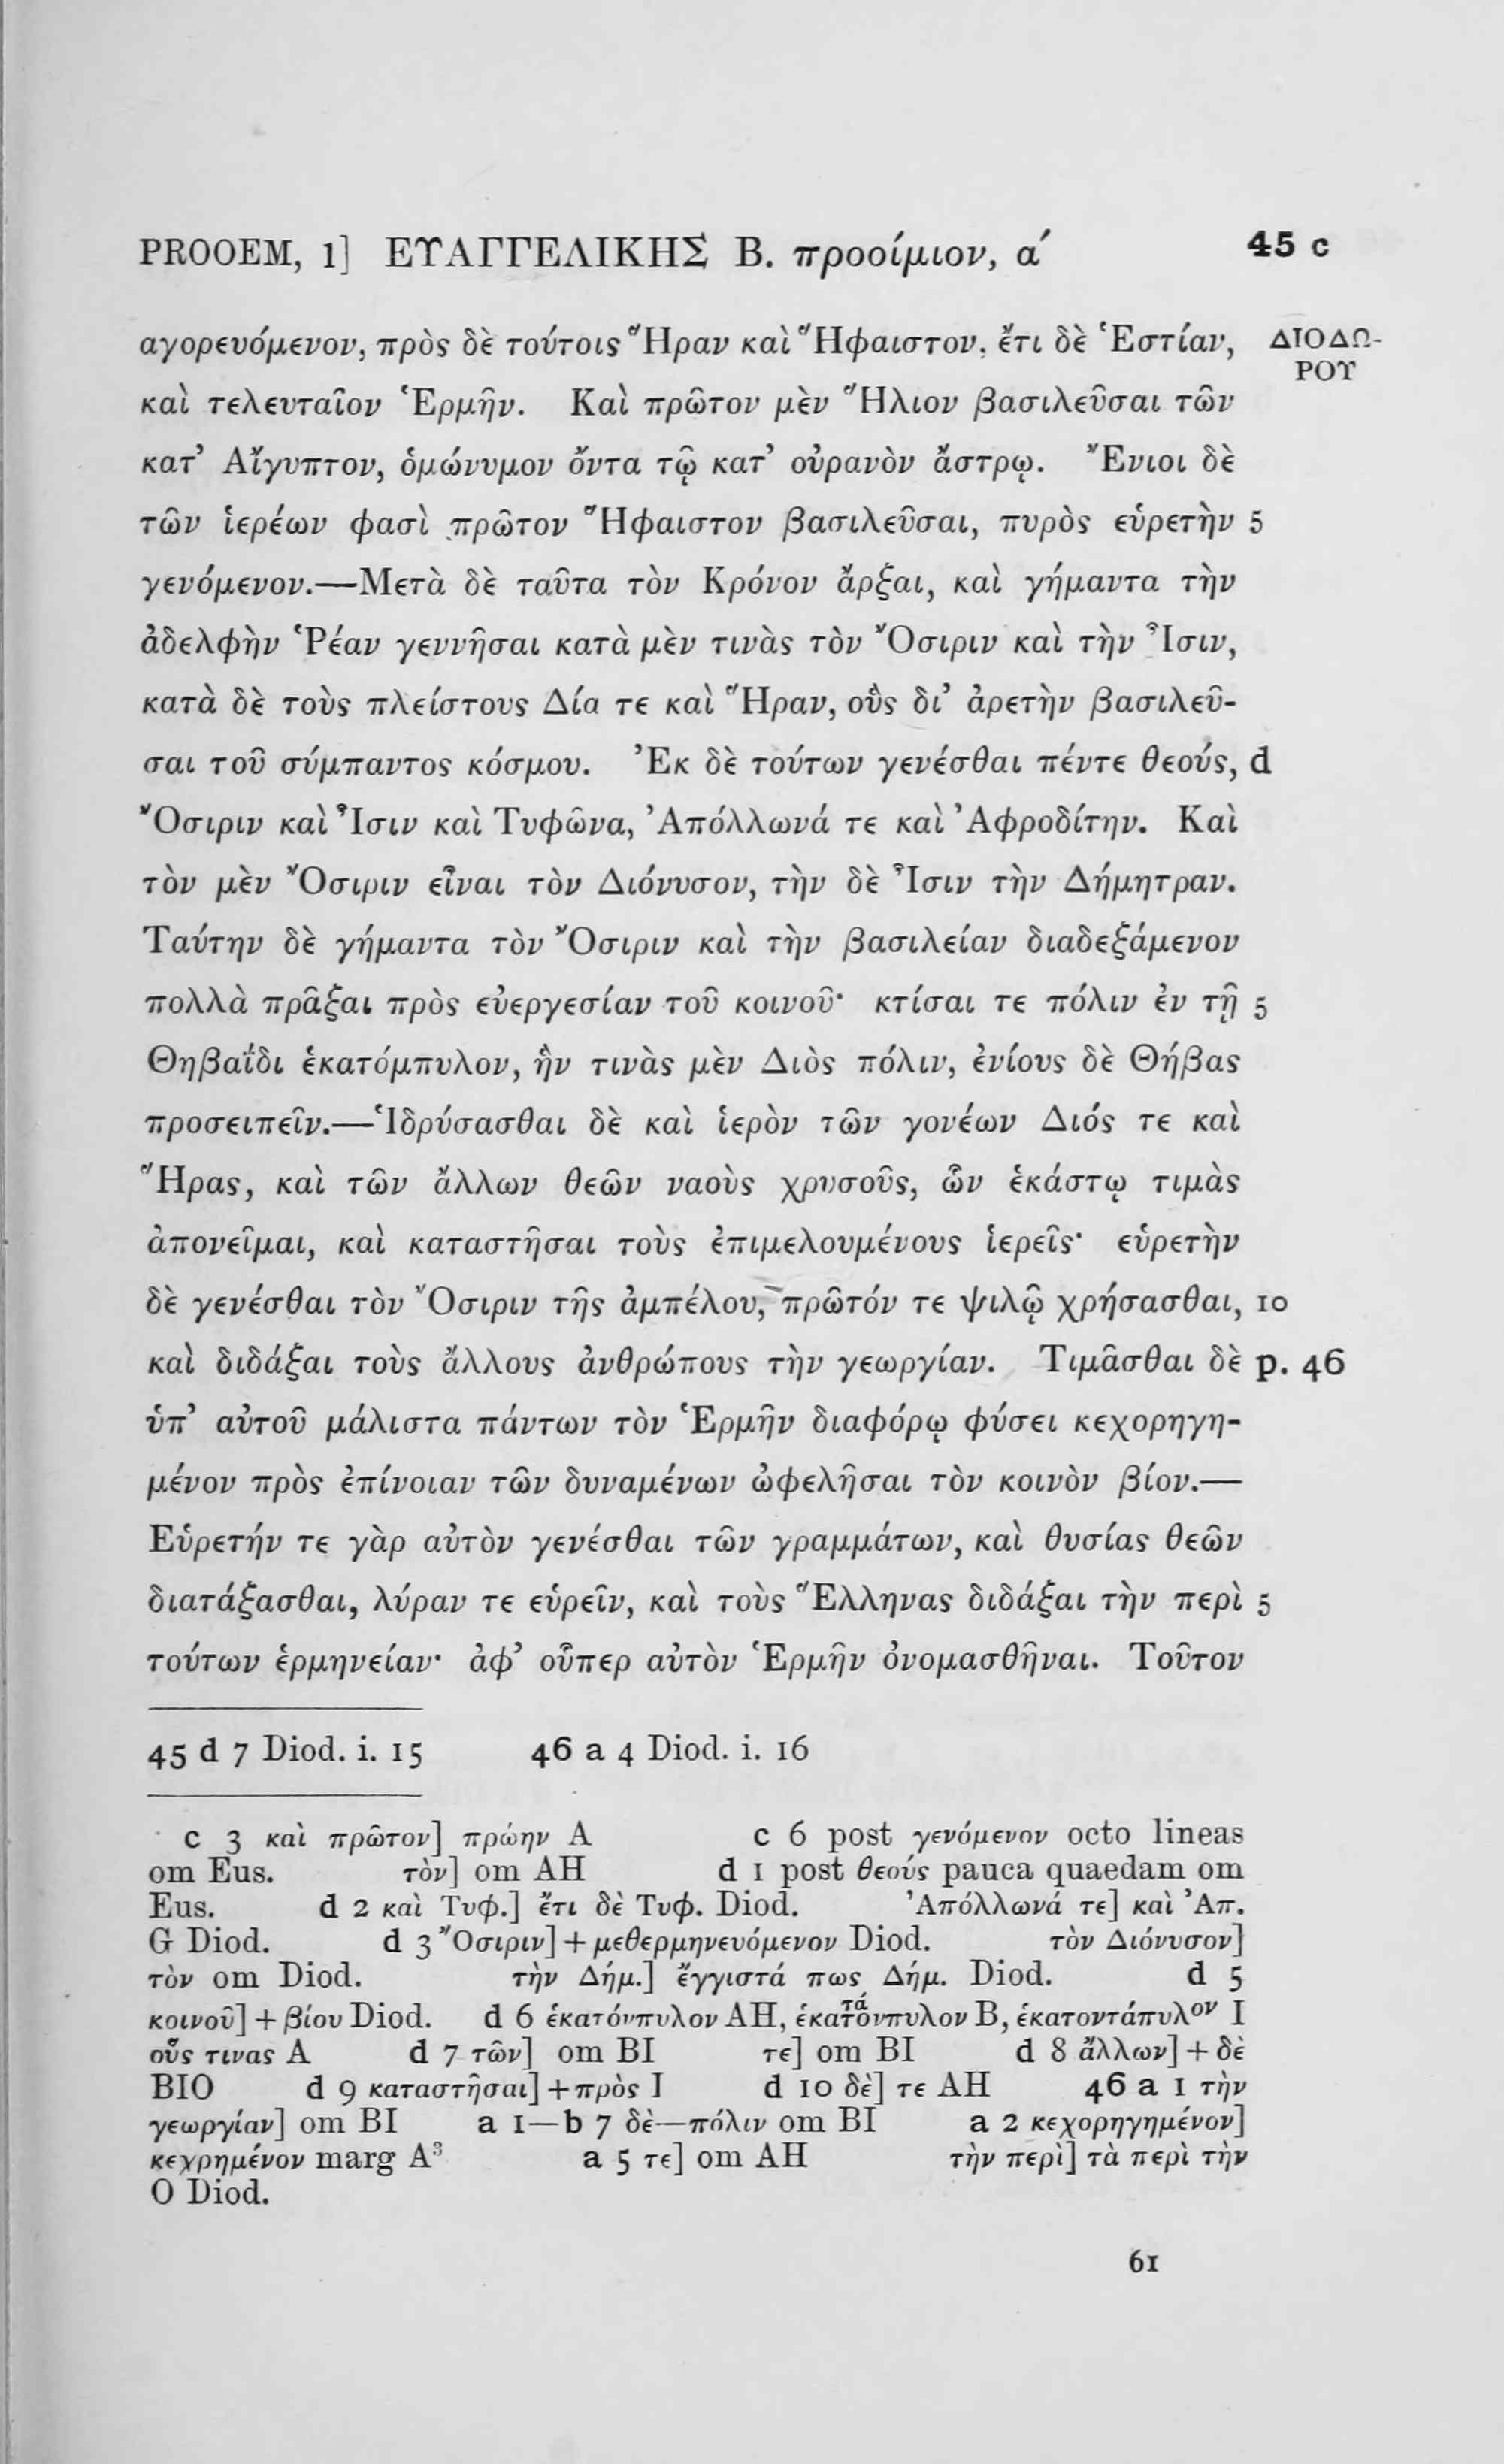 PROOEM, 1] ΕΥΑΓΓΕΛΙΚΗΣ Β. προοίμιον, α΄ 45 c
αγορευόμενον, πρὸς δὲ τούτοις Ἥραν καὶ Ἥφαιστον, ἔτι δὲ Ἑστίαν, ΔΙΟΔΩ-
ΡΟΥ
καὶ τελευταῖον Ἑρμῆν. Καὶ πρῶτον μὲν Ἥλιον βασιλεῦσαι τῶν
κατ’ Αἴγυπτον, ὁμώνυμον ὄντα τῷ κατ’ οὐρανὸν ἄστρῳ. Ἔνιοι δὲ
τῶν ἱερέων φασὶ πρῶτον Ἥφαιστον βασιλεῦσαι, πυρὸς εὑρετὴν 5
γενόμενον.—Μετὰ δὲ ταῦτα τὸν Κρόνον ἄρξαι, καὶ γήμαντα τὴν
ἀδελφὴν Ῥέαν γεννῆσαι κατὰ μὲν τινὰς τὸν Ὄσιριν καὶ τὴν Ἶσιν,
κατὰ δὲ τοὺς πλείστους Δία τε καὶ Ἥραν, οὓς δι’ ἀρετὴν βασιλεῦ-
σαι τοῦ σύμπαντος κόσμου. Ἐκ δὲ τούτων γενέσθαι πέντε θεούς, d
Ὄσιριν καὶ Ἶσιν καὶ Τυφῶνα, Ἀπόλλωνά τε καὶ Ἀφροδίτην. Καὶ
τὸν μὲν Ὄσιριν εἶναι τὸν Διόνυσον, τὴν δὲ Ἶσιν τὴν Δήμητραν.
Ταύτην δὲ γήμαντα τὸν Ὄσιριν καὶ τὴν βασιλείαν διαδεξάμενον
πολλὰ πρᾶξαι πρὸς εὐεργεσίαν τοῦ κοινοῦ· κτίσαι τε πόλιν ἐν τῇ 5
Θηβαΐδι ἑκατόμπυλον, ἣν τινὰς μὲν Διὸς πόλιν, ἐνίους δὲ Θήβας
προσειπεῖν.—Ἱδρύσασθαι δὲ καὶ ἱερὸν τῶν γονέων Διός τε καὶ
Ἥρας, καὶ τῶν ἄλλων θεῶν ναοὺς χρυσοῦς, ὧν ἑκάστῳ τιμὰς
ἀπονεῖμαι, καὶ καταστῆσαι τοὺς ἐπιμελουμένους ἱερεῖς· εὑρετὴν
δὲ γενέσθαι τὸν Ὄσιριν τῆς ἀμπέλου, πρῶτόν τε ψιλῷ χρήσασθαι, 10
καὶ διδάξαι τοὺς ἄλλους ἀνθρώπους τὴν γεωργίαν. Τιμᾶσθαι δὲ p. 46
ὑπ’ αὐτοῦ μάλιστα πάντων τὸν Ἑρμῆν διαφόρῳ φύσει κεχορηγη-
μένον πρὸς ἐπίνοιαν τῶν δυναμένων ὠφελῆσαι τὸν κοινὸν βίον.—
Εὑρετήν τε γὰρ αὐτὸν γενέσθαι τῶν γραμμάτων, καὶ θυσίας θεῶν
διατάξασθαι, λύραν τε εὑρεῖν, καὶ τοὺς Ἕλληνας διδάξαι τὴν περὶ 5
τούτων ἑρμηνείαν· ἀφ’ οὗπερ αὐτὸν Ἑρμῆν ὀνομασθῆναι. Τοῦτον
45 d 7 Diod. i. 15 46 a 4 Diod. i. 16
c 3 καὶ πρῶτον] πρώην A c 6 post γενόμενον octo lineas
om Eus. τὸν] om AH d 1 post θεούς pauca quaedam om
Eus. d 2 καὶ Τυφ.] ἔτι δὲ Τυφ. Diod. Ἀπόλλωνά τε] καὶ Ἀπ.
G Diod. d 3 Ὄσιριν] + μεθερμηνευόμενον Diod. τὸν Διόνυσον]
τὸν om Diod. τὴν Δήμ.] ἔγγιστά πως Δήμ. Diod. d 5
κοινοῦ] + βίου Diod. d 6 ἑκατόνπυλον AH, ἑκατόντάπυλον B, ἑκατοντάπυλον I
οὕς τινας A d 7 τῶν] om BI τε] om BI d 8 ἄλλων] + δὲ
BIO d 9 καταστῆσαι] + πρὸς I d 10 δὲ] τε AH 46 a 1 τὴν
γεωργίαν] om BI a 1—b 7 δὲ—πόλιν om BI a 2 κεχορηγημένον]
κεχρημένον marg A³ a 5 τε] om AH τὴν περὶ] τὰ περὶ τὴν
O Diod.
61